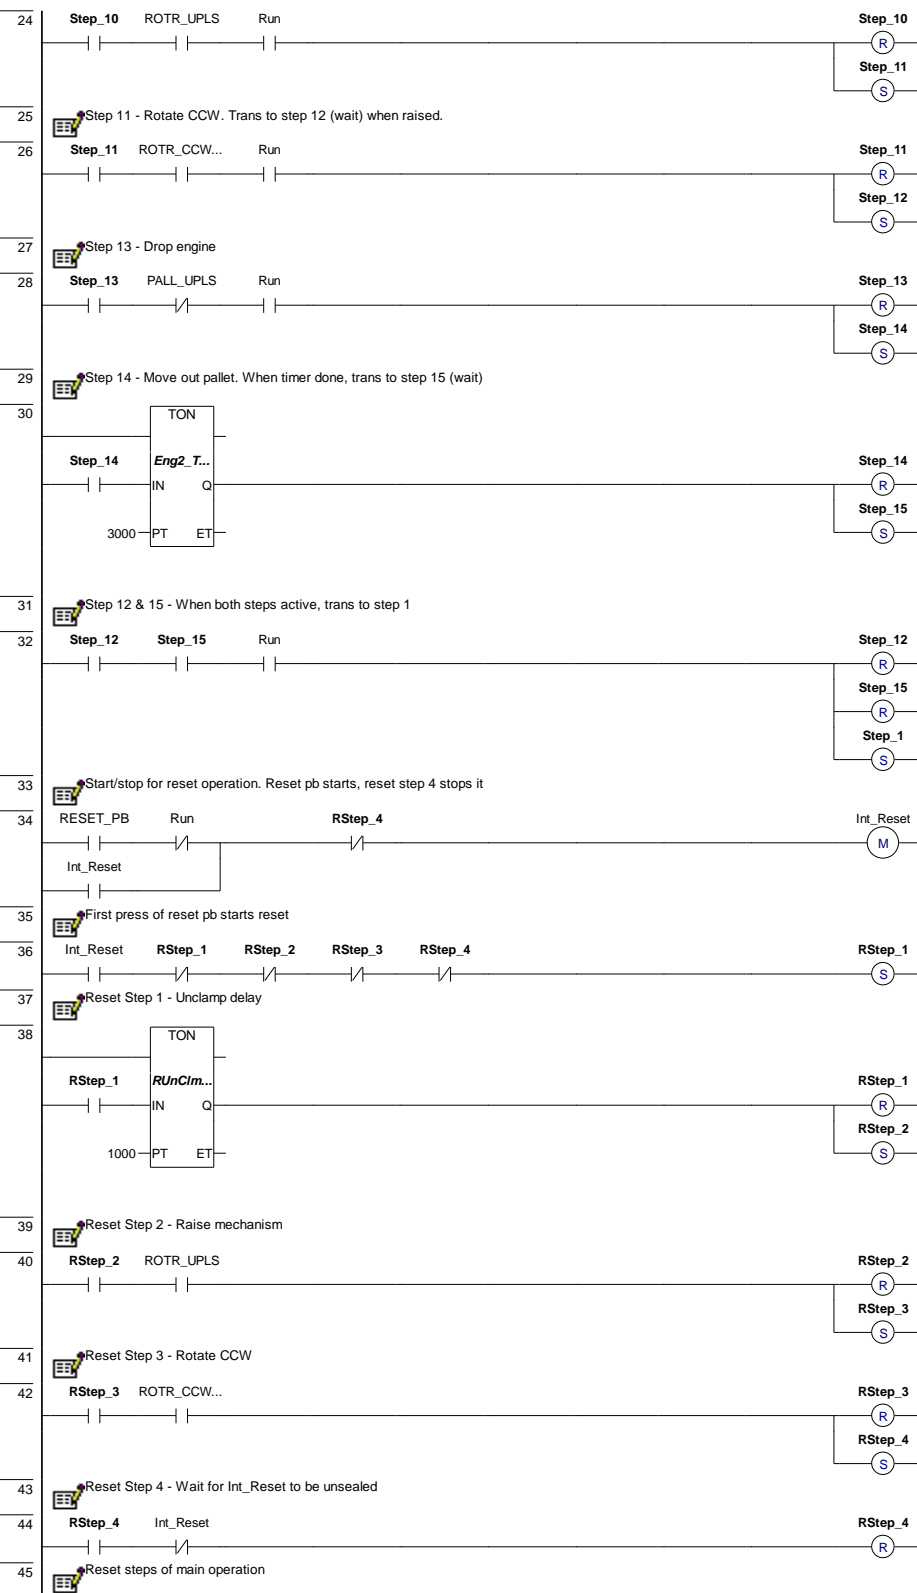 24 Step_10 ROTR_UPLS Run Step_10
R
Step_11
S
25 Step 11 - Rotate CCW. Trans to step 12 (wait) when raised.
26 Step_11 ROTR_CCW... Run Step_11
R
Step_12
S
27 Step 13 - Drop engine
28 Step_13 PALL_UPLS Run Step_13
R
Step_14
S
29 Step 14 - Move out pallet. When timer done, trans to step 15 (wait)
30 TON
Step_14 Eng2_T... Step_14
IN Q R
Step_15
3000 PT ET S
31 Step 12 & 15 - When both steps active, trans to step 1
32 Step_12 Step_15 Run Step_12
R
Step_15
R
Step_1
S
33 Start/stop for reset operation. Reset pb starts, reset step 4 stops it
34 RESET_PB Run RStep_4 Int_Reset
M
Int_Reset
35 First press of reset pb starts reset
36 Int_Reset RStep_1 RStep_2 RStep_3 RStep_4 RStep_1
S
37 Reset Step 1 - Unclamp delay
38 TON
RStep_1 RUnClm... RStep_1
IN Q R
RStep_2
1000 PT ET S
39 Reset Step 2 - Raise mechanism
40 RStep_2 ROTR_UPLS RStep_2
R
RStep_3
S
41 Reset Step 3 - Rotate CCW
42 RStep_3 ROTR_CCW... RStep_3
R
RStep_4
S
43 Reset Step 4 - Wait for Int_Reset to be unsealed
44 RStep_4 Int_Reset RStep_4
R
45 Reset steps of main operation